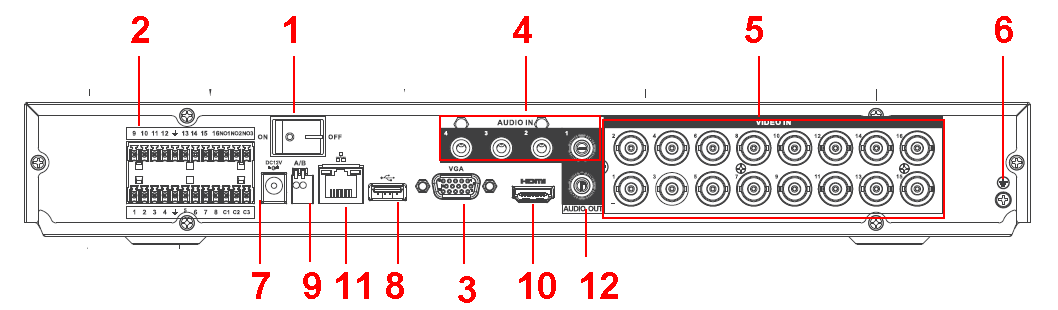 2 1 4 5 6
9 10 11 12 13 14 15 16 NO1 NO2 NO3
ON OFF
AUDIO IN
4 3 2 1
VIDEO IN
2 4 6 8 10 12 14 16
DC12V
A/B
VGA
HDMI
AUDIO OUT
3 5 7 9 11 13 15
1 2 3 4 5 6 7 8 C1 C2 C3
7 9 11 8 3 10 12